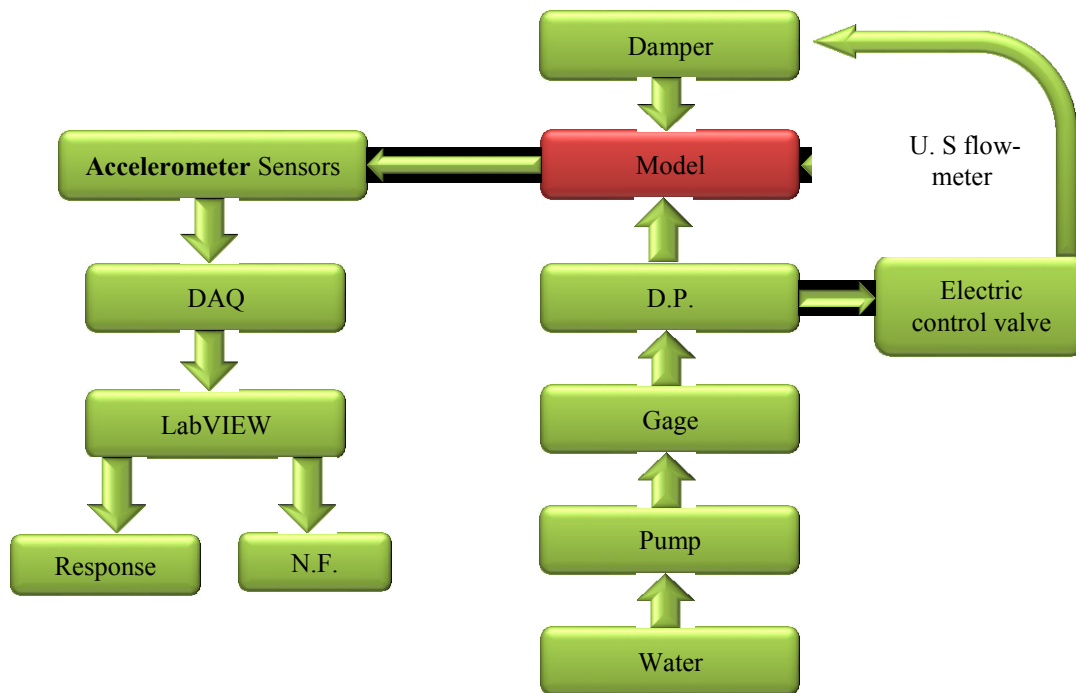 Damper
Accelerometer Sensors
Model
U. S flow-
meter
DAQ
D.P.
Electric
control valve
LabVIEW
Gage
Response
N.F.
Pump
Water